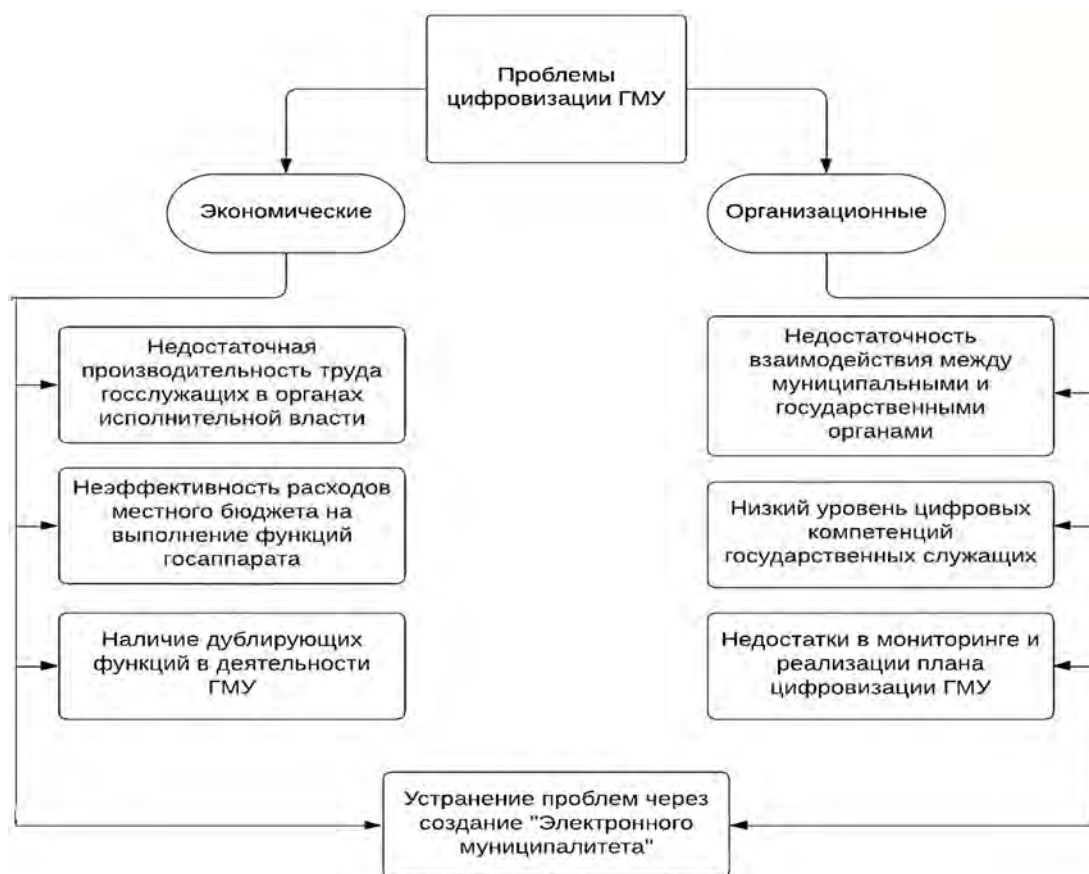 Проблемы
цифровизации ГМУ
Экономические
Организационные
Недостаточная
производительность труда
госслужащих в органах
исполнительной власти
Неэффективность расходов
местного бюджета на
выполнение функций
госаппарата
Наличие дублирующих
функций в деятельности
ГМУ
Недостаточность
взаимодействия между
муниципальными и
государственными
органами
Низкий уровень цифровых
компетенций
государственных служащих
Недостатки в мониторинге и
реализации плана
цифровизации ГМУ
Устранение проблем через
создание "Электронного
муниципалитета"